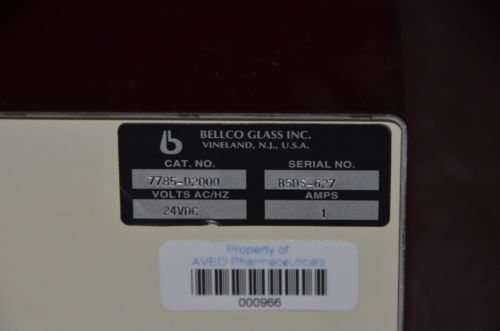 b
BELLCO GLASS INC.
VINELAND, N.J., U.S.A.
CAT. NO. SERIAL NO.
7785-D2000 B5DS-627
VOLTS AC/HZ AMPS
24VDC 1
Property of
AVEO Pharmaceuticals
000966